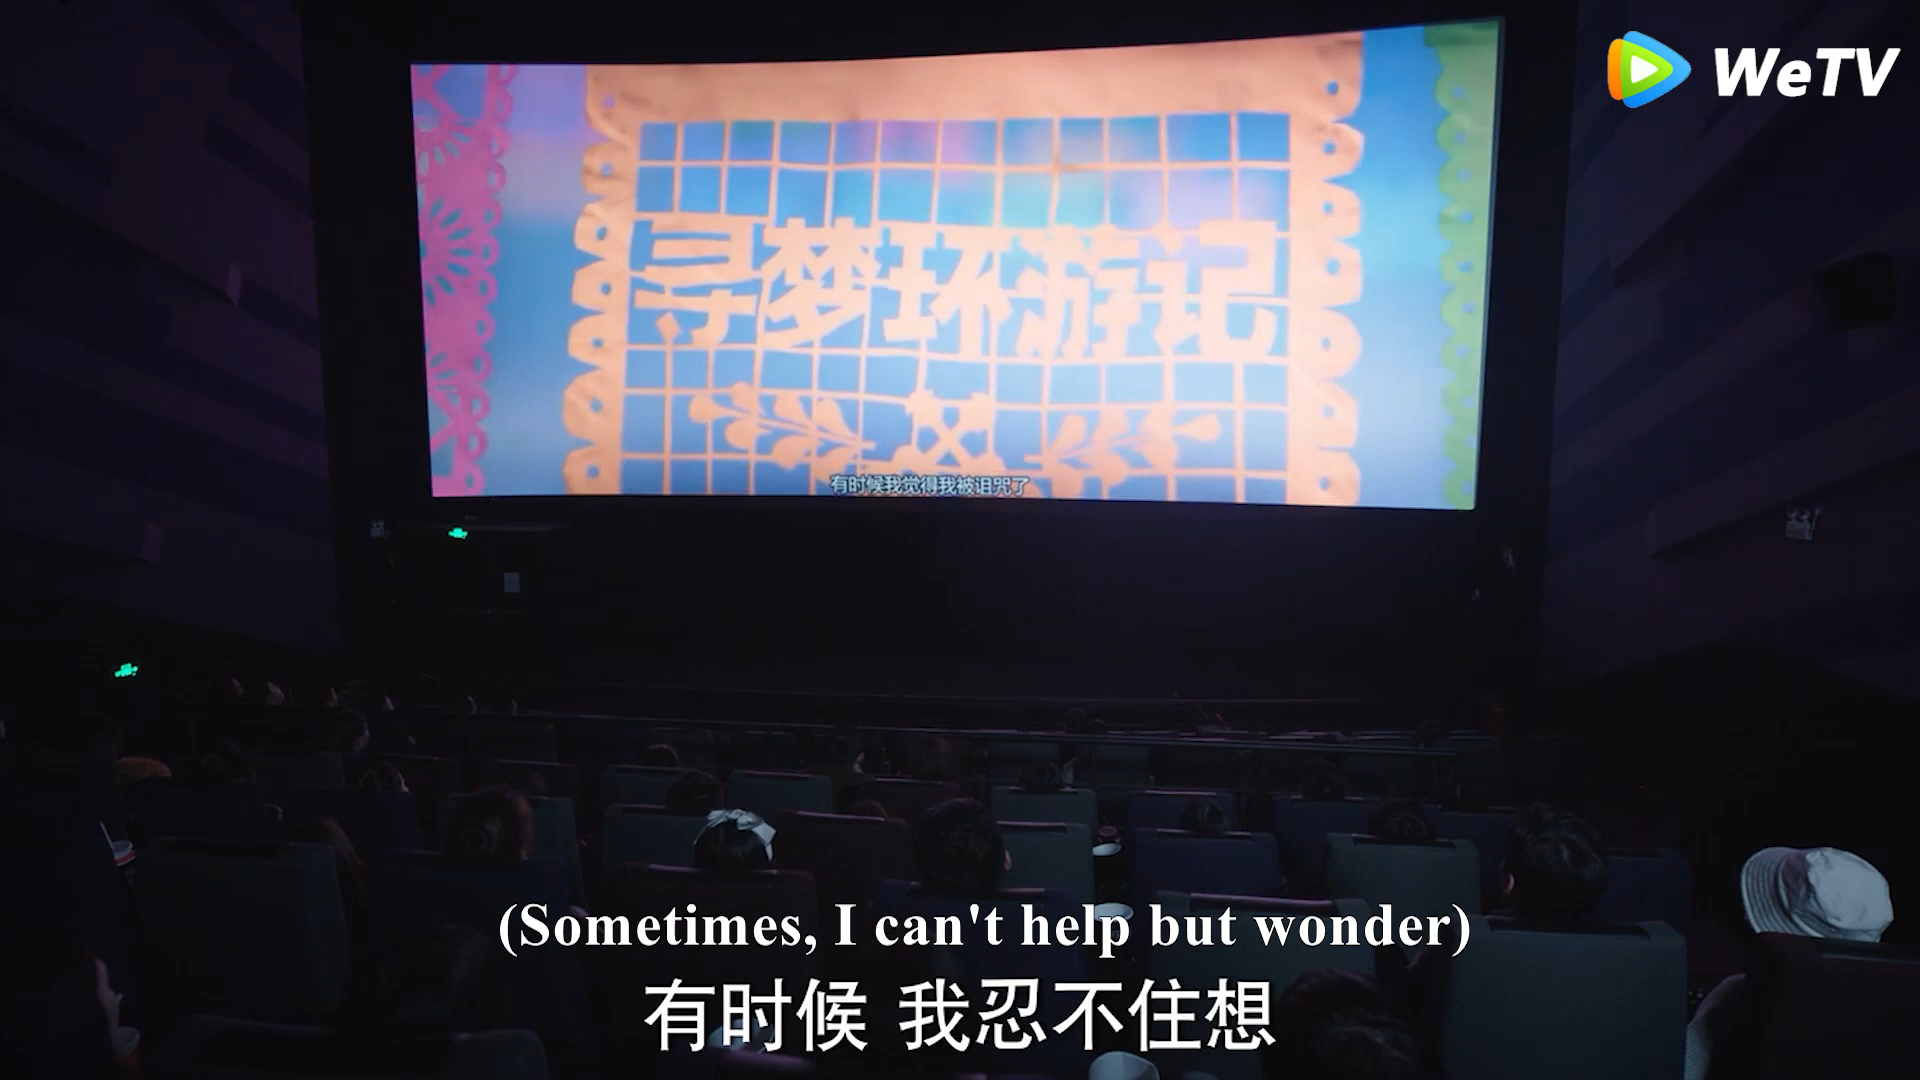 WeTV
寻梦环游记
有时候我觉得我被诅咒了
(Sometimes, I can't help but wonder)
有时候 我忍不住想